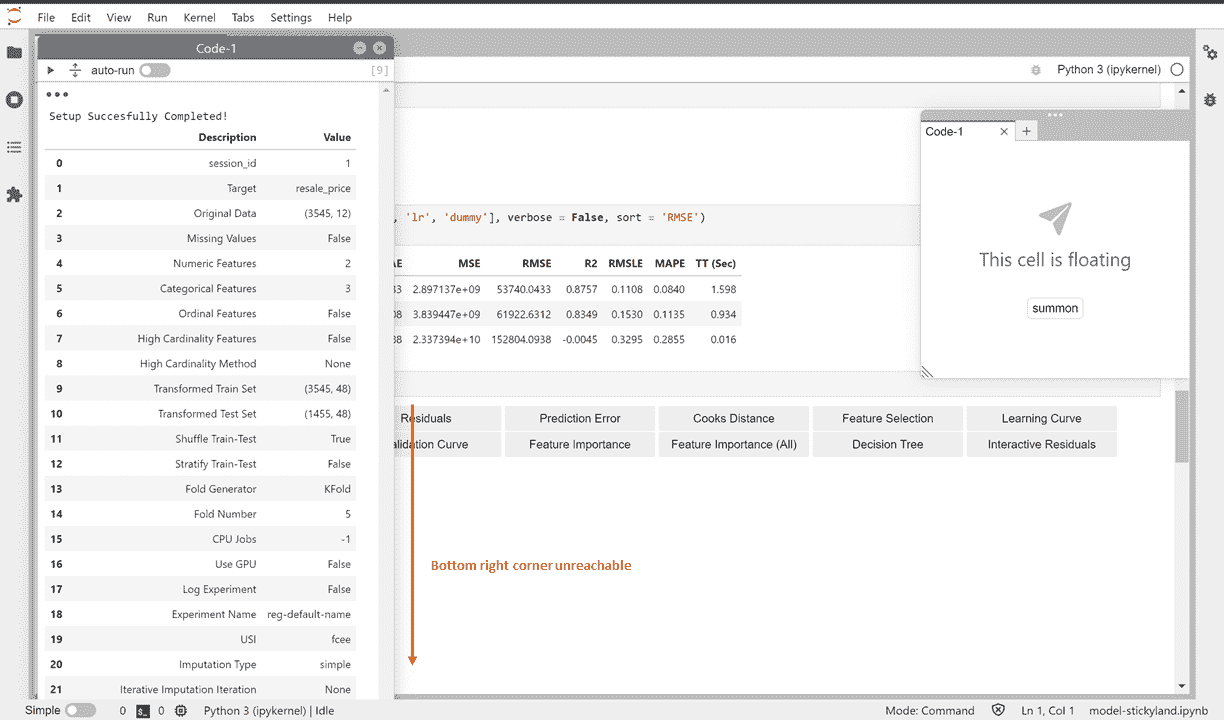 File Edit View Run Kernel Tabs Settings Help
Code-1
auto-run
[9]
Setup Succesfully Completed!
Description Value
0 session_id 1
1 Target resale_price
2 Original Data (3545, 12)
3 Missing Values False
4 Numeric Features 2
5 Categorical Features 3
6 Ordinal Features False
7 High Cardinality Features False
8 High Cardinality Method None
9 Transformed Train Set (3545, 48)
10 Transformed Test Set (1455, 48)
11 Shuffle Train-Test True
12 Stratify Train-Test False
13 Fold Generator KFold
14 Fold Number 5
15 CPU Jobs -1
16 Use GPU False
17 Log Experiment False
18 Experiment Name reg-default-name
19 USI fcee
20 Imputation Type simple
21 Iterative Imputation Iteration None
Python 3 (ipykernel)
, 'lr', 'dummy'], verbose = False, sort = 'RMSE')
AE MSE RMSE R2 RMSLE MAPE TT (Sec)
33 2.897137e+09 53740.0433 0.8757 0.1108 0.0840 1.598
08 3.839447e+09 61922.6312 0.8349 0.1530 0.1135 0.934
38 2.337394e+10 152804.0938 -0.0045 0.3295 0.2855 0.016
Residuals Prediction Error Cooks Distance Feature Selection Learning Curve
alidation Curve Feature Importance Feature Importance (All) Decision Tree Interactive Residuals
Bottom right corner unreachable
Code-1
This cell is floating
summon
Simple 0 $_ 0 Python 3 (ipykernel) | Idle Mode: Command Ln 1, Col 1 model-stickyland.ipynb